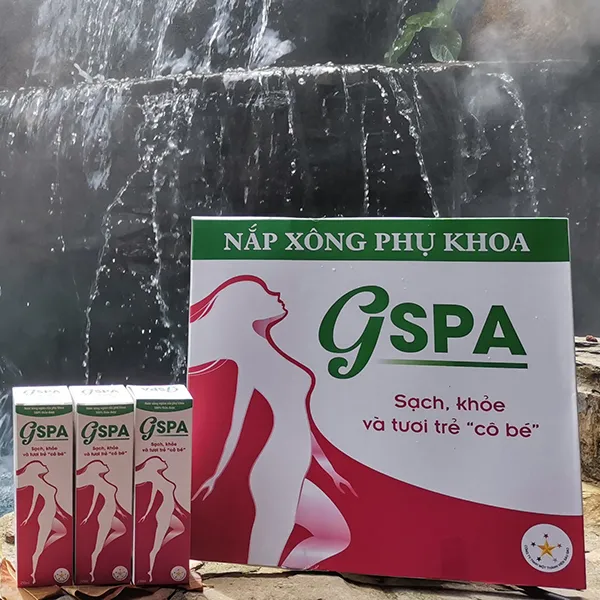 NẮP XÔNG PHỤ KHOA
gSPA
Sạch, khỏe
và tươi trẻ "cô bé"
gSPA
Sạch, khỏe
và tươi trẻ "cô bé"
gSPA
Sạch, khỏe
và tươi trẻ "cô bé"
gSPA
Sạch, khỏe
và tươi trẻ "cô bé"